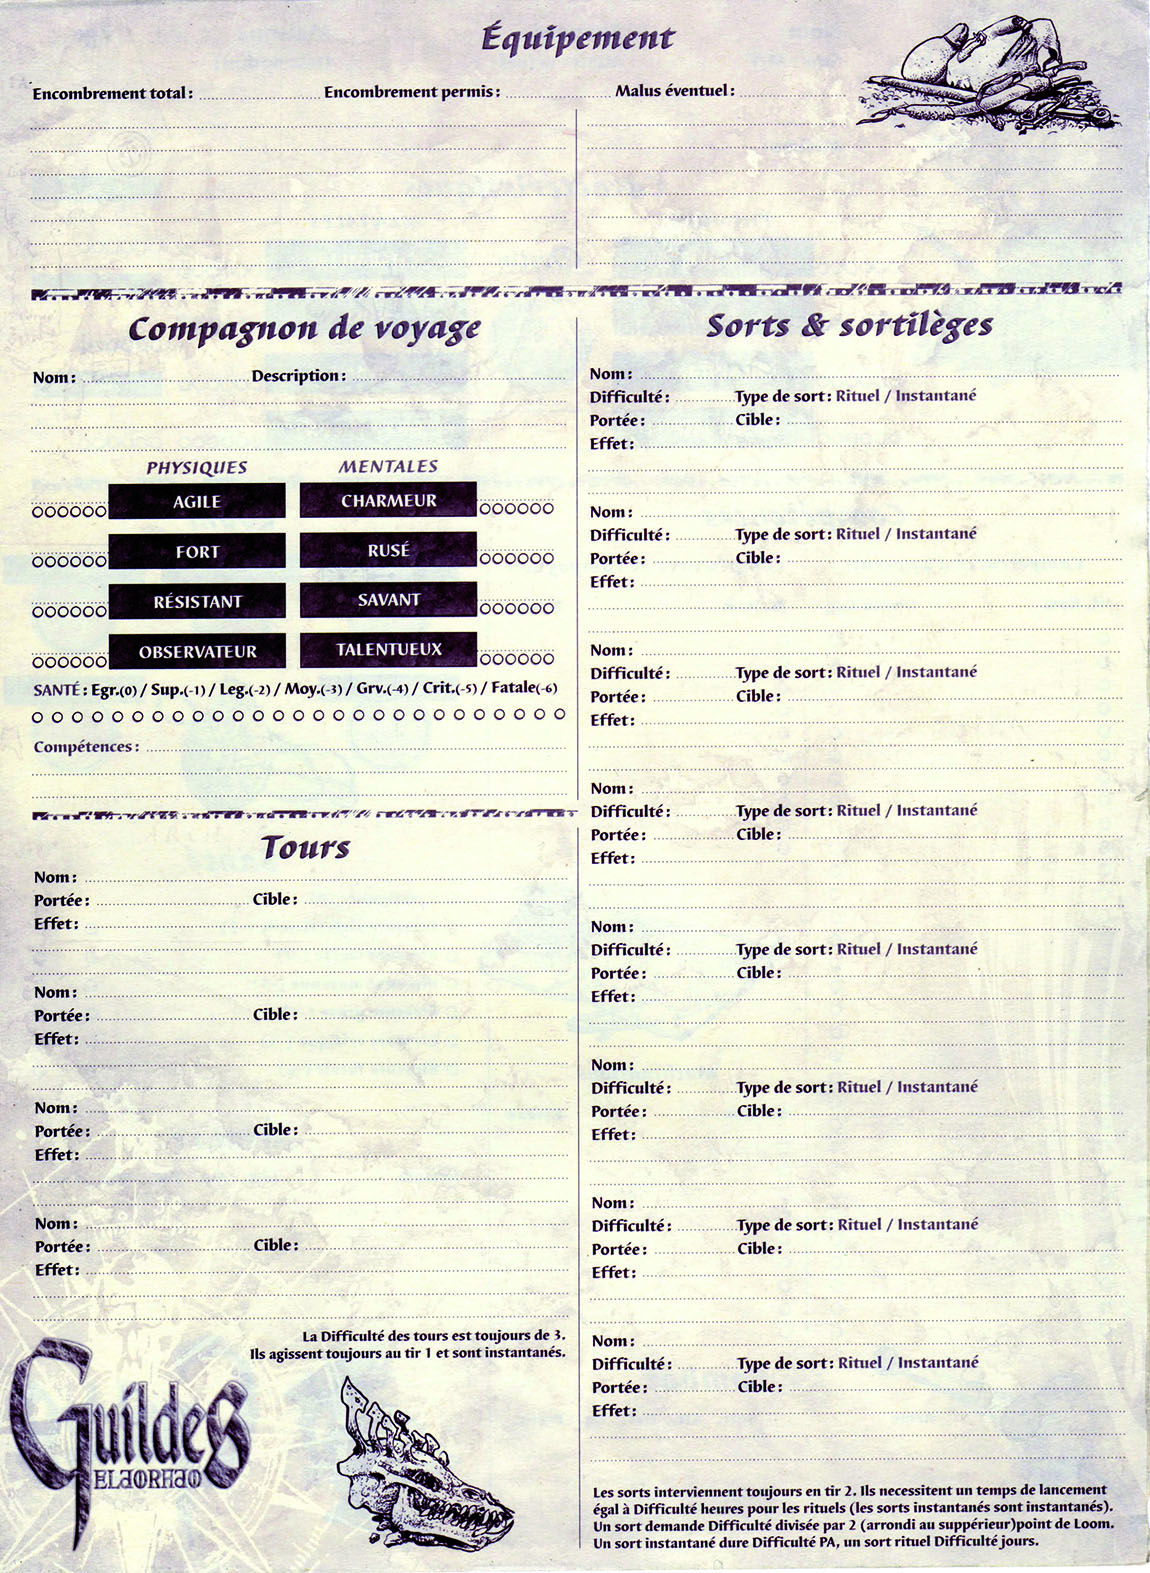 Équipement
Encombrement total : Encombrement permis : Malus éventuel :
Compagnon de voyage
Nom : Description :
PHYSIQUES MENTALES
AGILE CHARMEUR
FORT RUSÉ
RÉSISTANT SAVANT
OBSERVATEUR TALENTUEUX
SANTÉ : Egr.(0) / Sup.(-1) / Leg.(-2) / Moy.(-3) / Grv.(-4) / Crit.(-5) / Fatale(-6)
Compétences :
Tours
Nom :
Portée : Cible :
Effet :
Nom :
Portée : Cible :
Effet :
Nom :
Portée : Cible :
Effet :
Nom :
Portée : Cible :
Effet :
La Difficulté des tours est toujours de 3.
Ils agissent toujours au tir 1 et sont instantanés.
Guildes
ELDORHAO
Sorts & sortilèges
Nom :
Difficulté : Type de sort : Rituel / Instantané
Portée : Cible :
Effet :
Nom :
Difficulté : Type de sort : Rituel / Instantané
Portée : Cible :
Effet :
Nom :
Difficulté : Type de sort : Rituel / Instantané
Portée : Cible :
Effet :
Nom :
Difficulté : Type de sort : Rituel / Instantané
Portée : Cible :
Effet :
Nom :
Difficulté : Type de sort : Rituel / Instantané
Portée : Cible :
Effet :
Nom :
Difficulté : Type de sort : Rituel / Instantané
Portée : Cible :
Effet :
Nom :
Difficulté : Type de sort : Rituel / Instantané
Portée : Cible :
Effet :
Nom :
Difficulté : Type de sort : Rituel / Instantané
Portée : Cible :
Effet :
Les sorts interviennent toujours en tir 2. Ils necessitent un temps de lancement
égal à Difficulté heures pour les rituels (les sorts instantanés sont instantanés).
Un sort demande Difficulté divisée par 2 (arrondi au suppérieur)point de Loom.
Un sort instantané dure Difficulté PA, un sort rituel Difficulté jours.